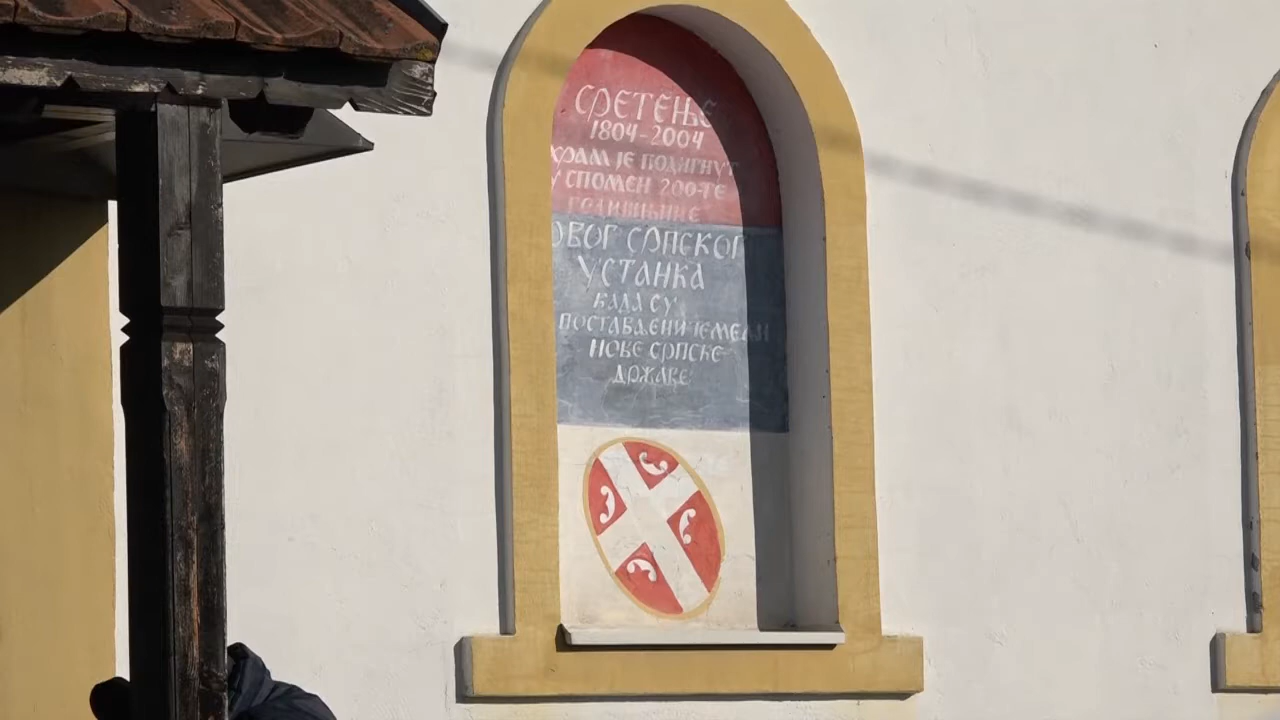 СРЕТЕЊЕ
1804-2004
ХРАМ ЈЕ ПОДИГНУТ
У СПОМЕН 200-ТЕ
ГОДИШЊИЦЕ
ОВОГ СРПСКОГ
УСТАНКА
КАДА СУ
ПОСТАВЉЕНИ ТЕМЕЉИ
НОВЕ СРПСКЕ
ДРЖАВЕ